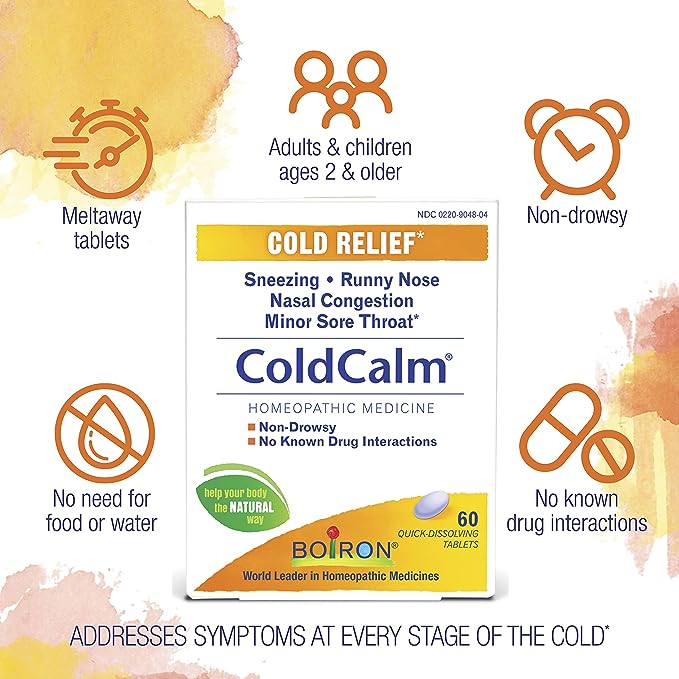 Adults & children
ages 2 & older
Meltaway
tablets
Non-drowsy
NDC 0220-9048-04
COLD RELIEF*
Sneezing • Runny Nose
Nasal Congestion
Minor Sore Throat*
ColdCalm®
HOMEOPATHIC MEDICINE
Non-Drowsy
No Known Drug Interactions
help your body
the NATURAL
way
60
QUICK-DISSOLVING
TABLETS
BOIRON®
World Leader in Homeopathic Medicines
No need for
food or water
No known
drug interactions
ADDRESSES SYMPTOMS AT EVERY STAGE OF THE COLD*